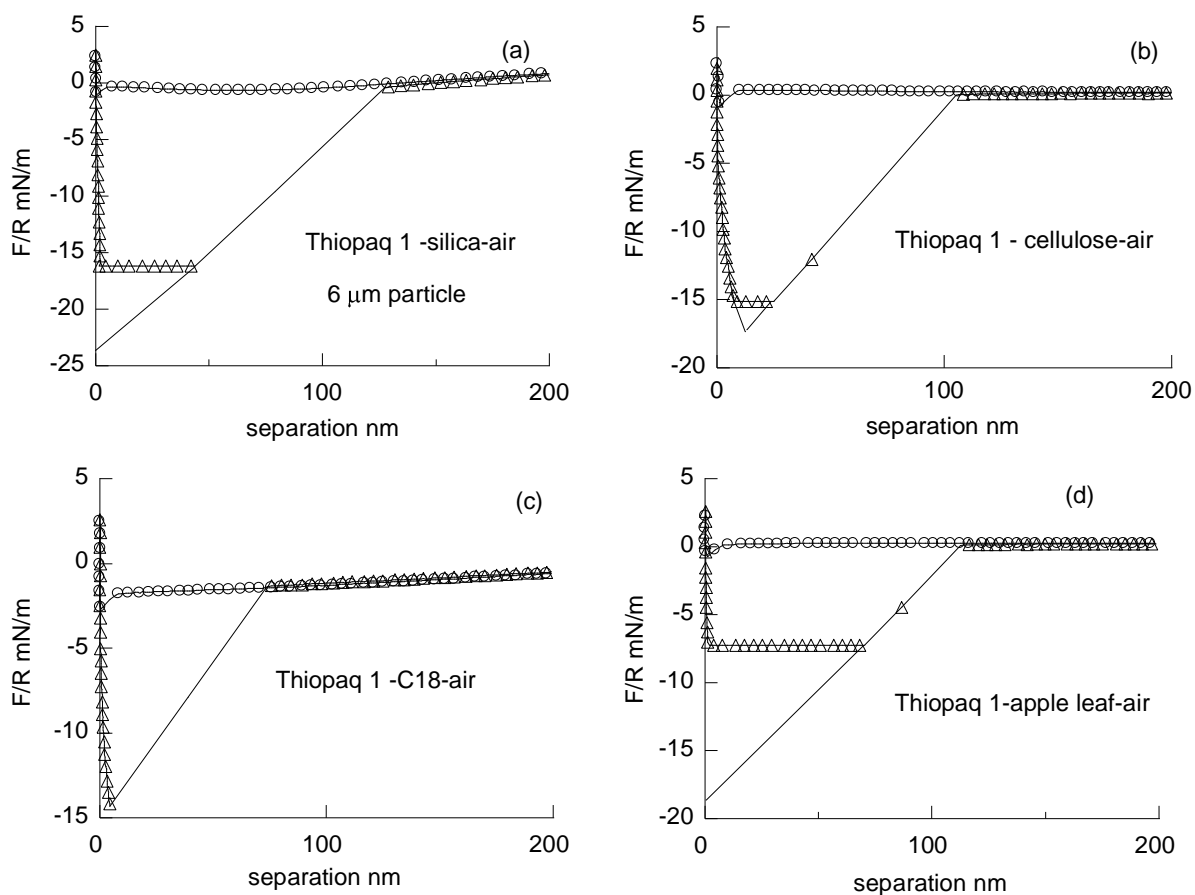 (a)
5
0
-5
-10
-15
-20
-25
F/R mN/m
Thiopaq 1 -silica-air
6 μm particle
0
100
200
separation nm
(b)
5
0
-5
-10
-15
-20
F/R mN/m
Thiopaq 1 - cellulose-air
0
100
200
separation nm
(c)
5
0
-5
-10
-15
F/R mN/m
Thiopaq 1 -C18-air
0
100
200
separation nm
(d)
5
0
-5
-10
-15
-20
F/R mN/m
Thiopaq 1-apple leaf-air
0
100
200
separation nm